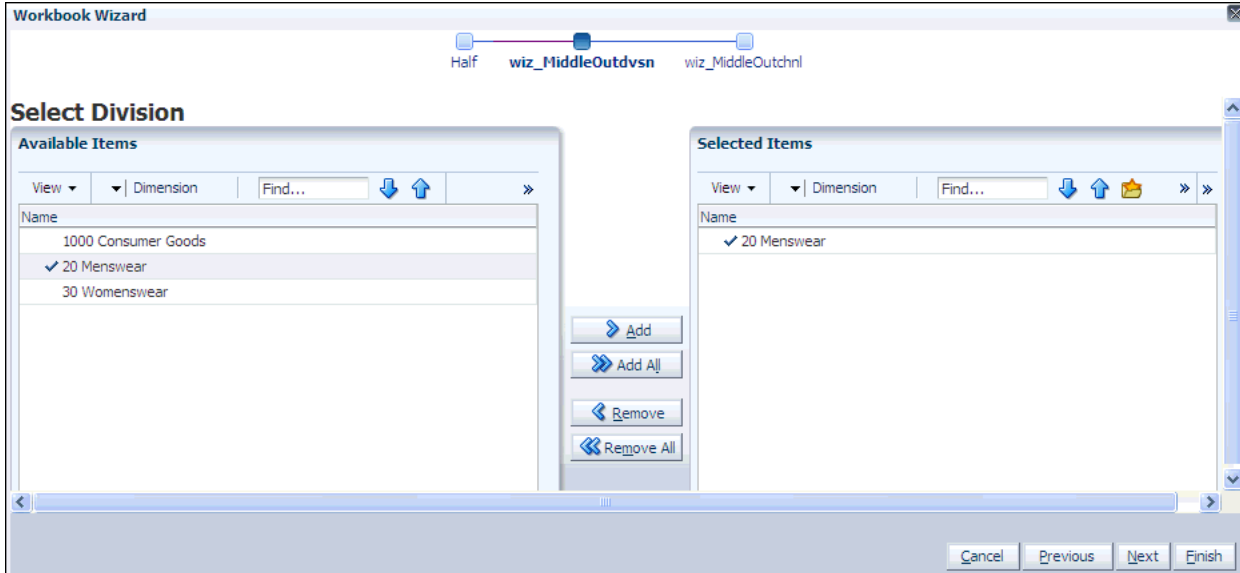 Workbook Wizard
Half wiz_MiddleOutdvsn wiz_MiddleOutchnl
Select Division
Available Items
View Dimension Find... »
Name
1000 Consumer Goods
20 Menswear
30 Womenswear
Add
Add All
Remove
Remove All
Selected Items
View Dimension Find... » »
Name
20 Menswear
Cancel Previous Next Finish